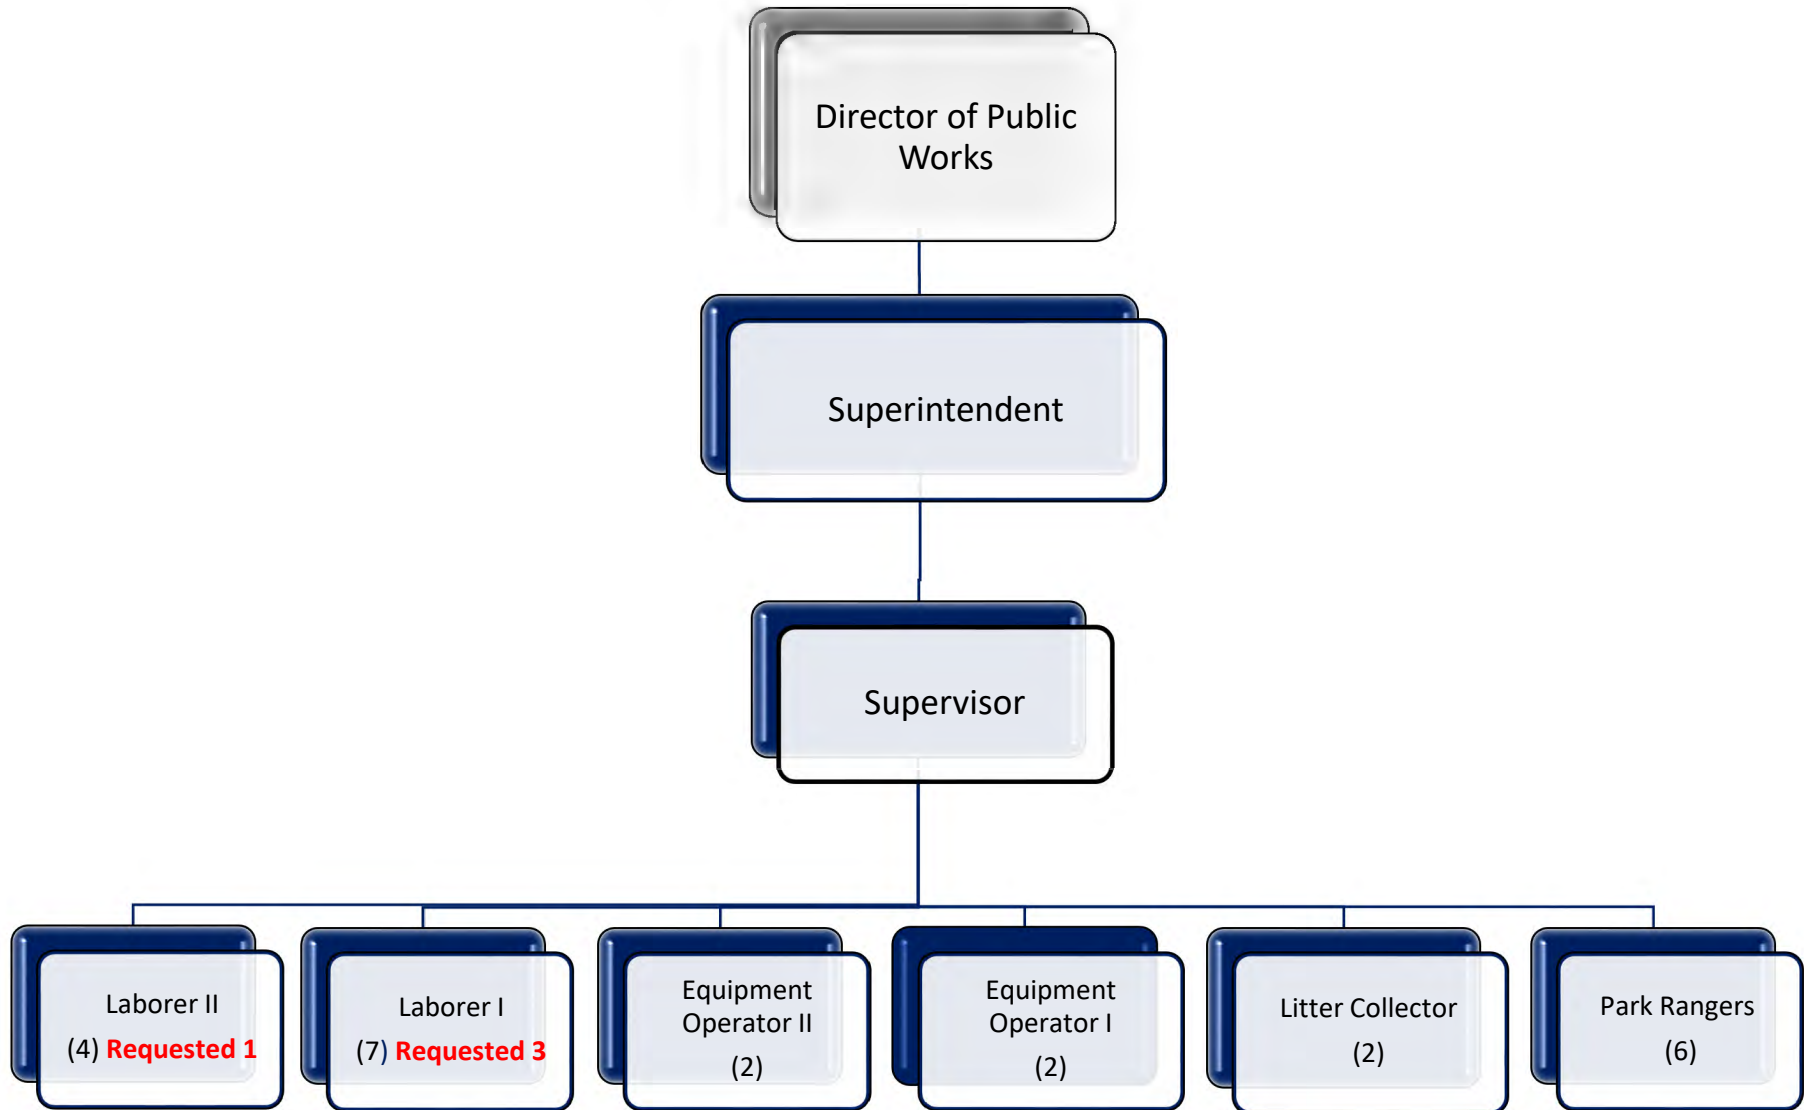 Director of Public
Works
Superintendent
Supervisor
Laborer II
(4) Requested 1
Laborer I
(7) Requested 3
Equipment
Operator II
(2)
Equipment
Operator I
(2)
Litter Collector
(2)
Park Rangers
(6)